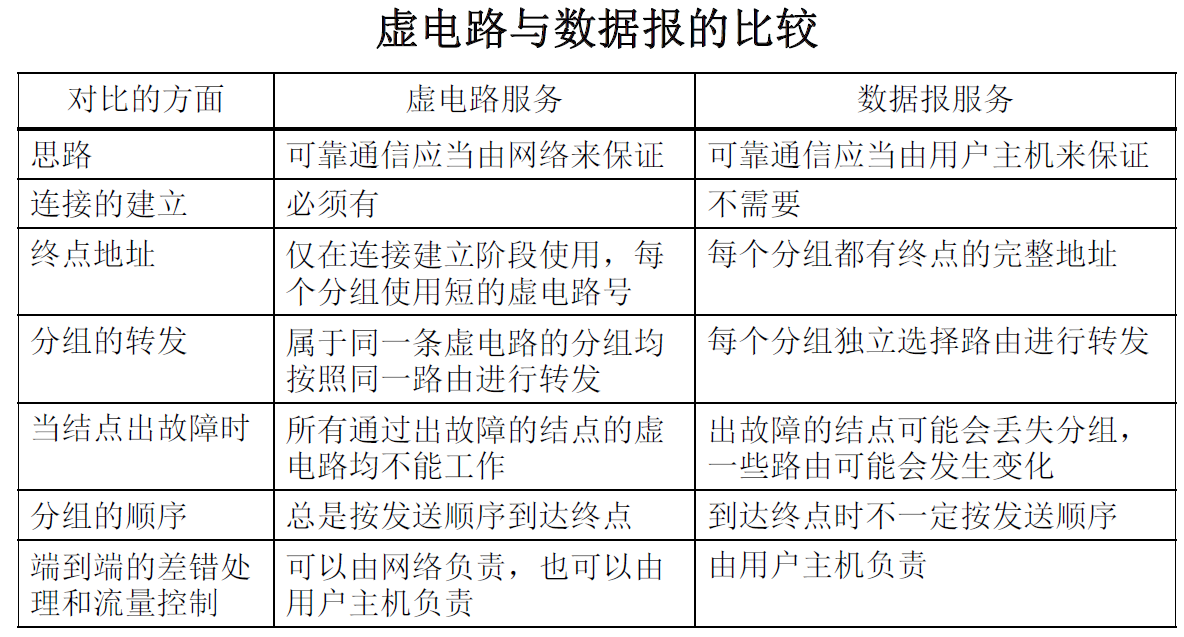 虚电路与数据报的比较
对比的方面 虚电路服务 数据报服务
思路 可靠通信应当由网络来保证 可靠通信应当由用户主机来保证
连接的建立 必须有 不需要
终点地址 仅在连接建立阶段使用，每 每个分组都有终点的完整地址
个分组使用短的虚电路号
分组的转发 属于同一条虚电路的分组均 每个分组独立选择路由进行转发
按照同一路由进行转发
当结点出故障时 所有通过出故障的结点的虚 出故障的结点可能会丢失分组，
电路均不能工作 一些路由可能会发生变化
分组的顺序 总是按发送顺序到达终点 到达终点时不一定按发送顺序
端到端的差错处 可以由网络负责，也可以由 由用户主机负责
理和流量控制 用户主机负责